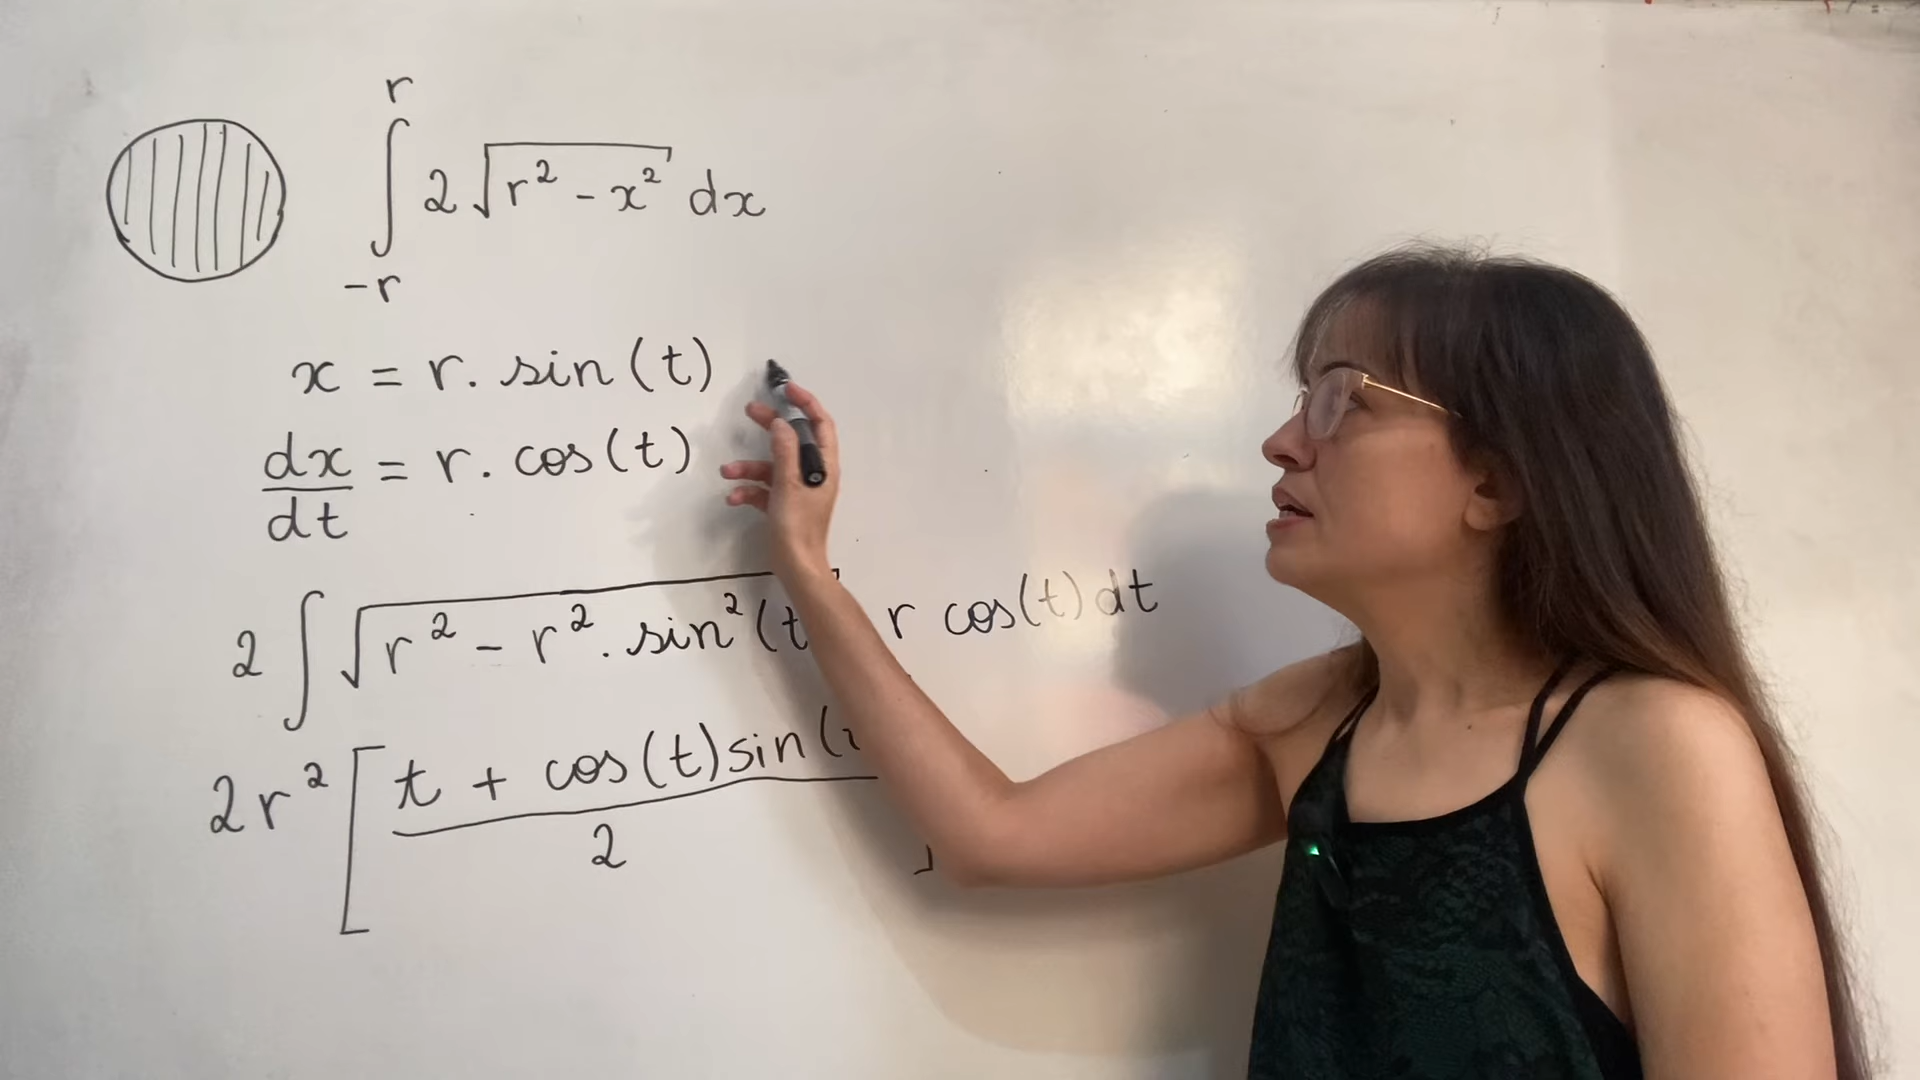 r
∫ 2 √(r² - x²) dx
-r
x = r. sin(t)
dx/dt = r. cos(t)
2 ∫ √(r² - r². sin²(t r cos(t) dt
2r² [ t + cos(t) sin(
2